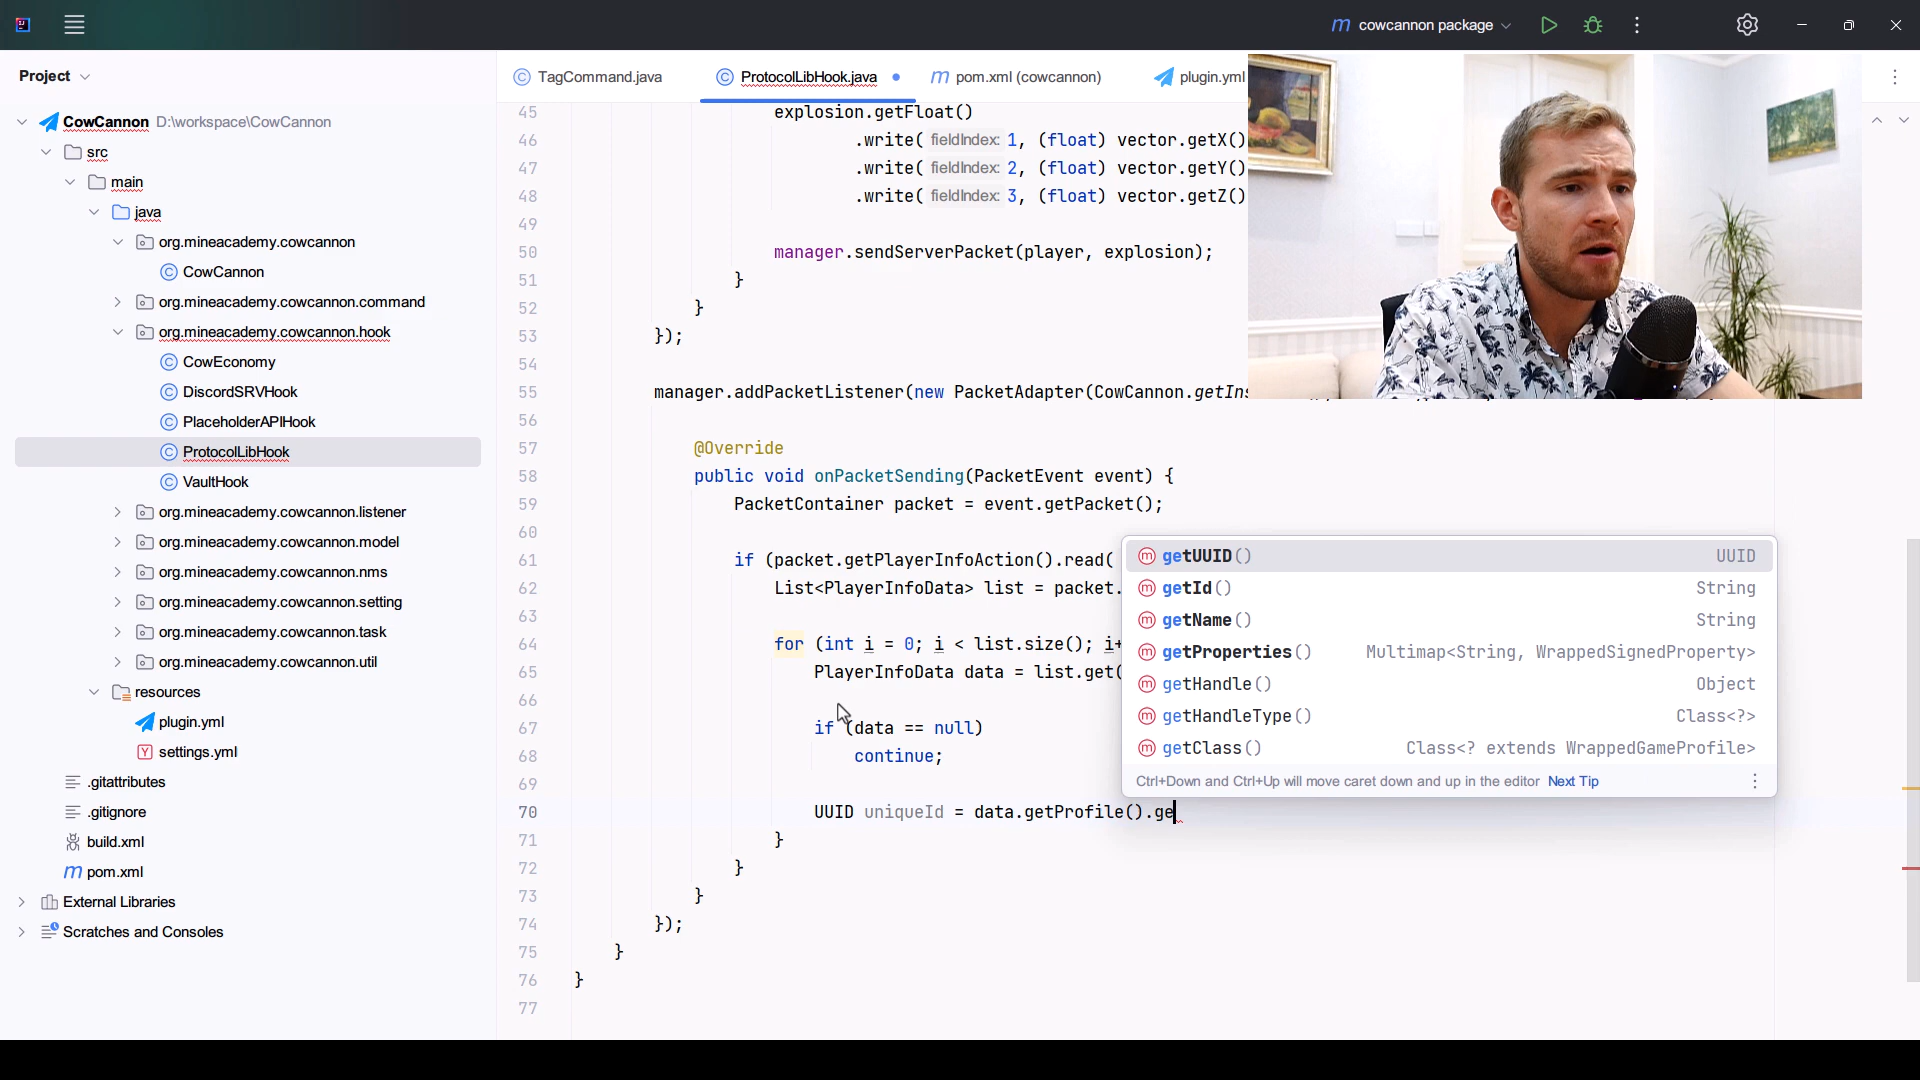 cowcannon package
Project
TagCommand.java
ProtocolLibHook.java
pom.xml (cowcannon)
plugin.yml
CowCannon D:\workspace\CowCannon
src
main
java
org.mineacademy.cowcannon
CowCannon
org.mineacademy.cowcannon.command
org.mineacademy.cowcannon.hook
CowEconomy
DiscordSRVHook
PlaceholderAPIHook
ProtocolLibHook
VaultHook
org.mineacademy.cowcannon.listener
org.mineacademy.cowcannon.model
org.mineacademy.cowcannon.nms
org.mineacademy.cowcannon.setting
org.mineacademy.cowcannon.task
org.mineacademy.cowcannon.util
resources
plugin.yml
settings.yml
.gitattributes
.gitignore
build.xml
pom.xml
External Libraries
Scratches and Consoles
45 explosion.getFloat()
46 .write( fieldIndex: 1, (float) vector.getX()
47 .write( fieldIndex: 2, (float) vector.getY()
48 .write( fieldIndex: 3, (float) vector.getZ()
49
50 manager.sendServerPacket(player, explosion);
51 }
52 }
53 });
54
55 manager.addPacketListener(new PacketAdapter(CowCannon.getIns
56
57 @Override
58 public void onPacketSending(PacketEvent event) {
59 PacketContainer packet = event.getPacket();
60
61 if (packet.getPlayerInfoAction().read(
62 List<PlayerInfoData> list = packet.
63
64 for (int i = 0; i < list.size(); i+
65 PlayerInfoData data = list.get(
66
67 if (data == null)
68 continue;
69
70 UUID uniqueId = data.getProfile().ge
71 }
72 }
73 }
74 });
75 }
76 }
77
getUUID() UUID
getId() String
getName() String
getProperties() Multimap<String, WrappedSignedProperty>
getHandle() Object
getHandleType() Class<?>
getClass() Class<? extends WrappedGameProfile>
Ctrl+Down and Ctrl+Up will move caret down and up in the editor Next Tip